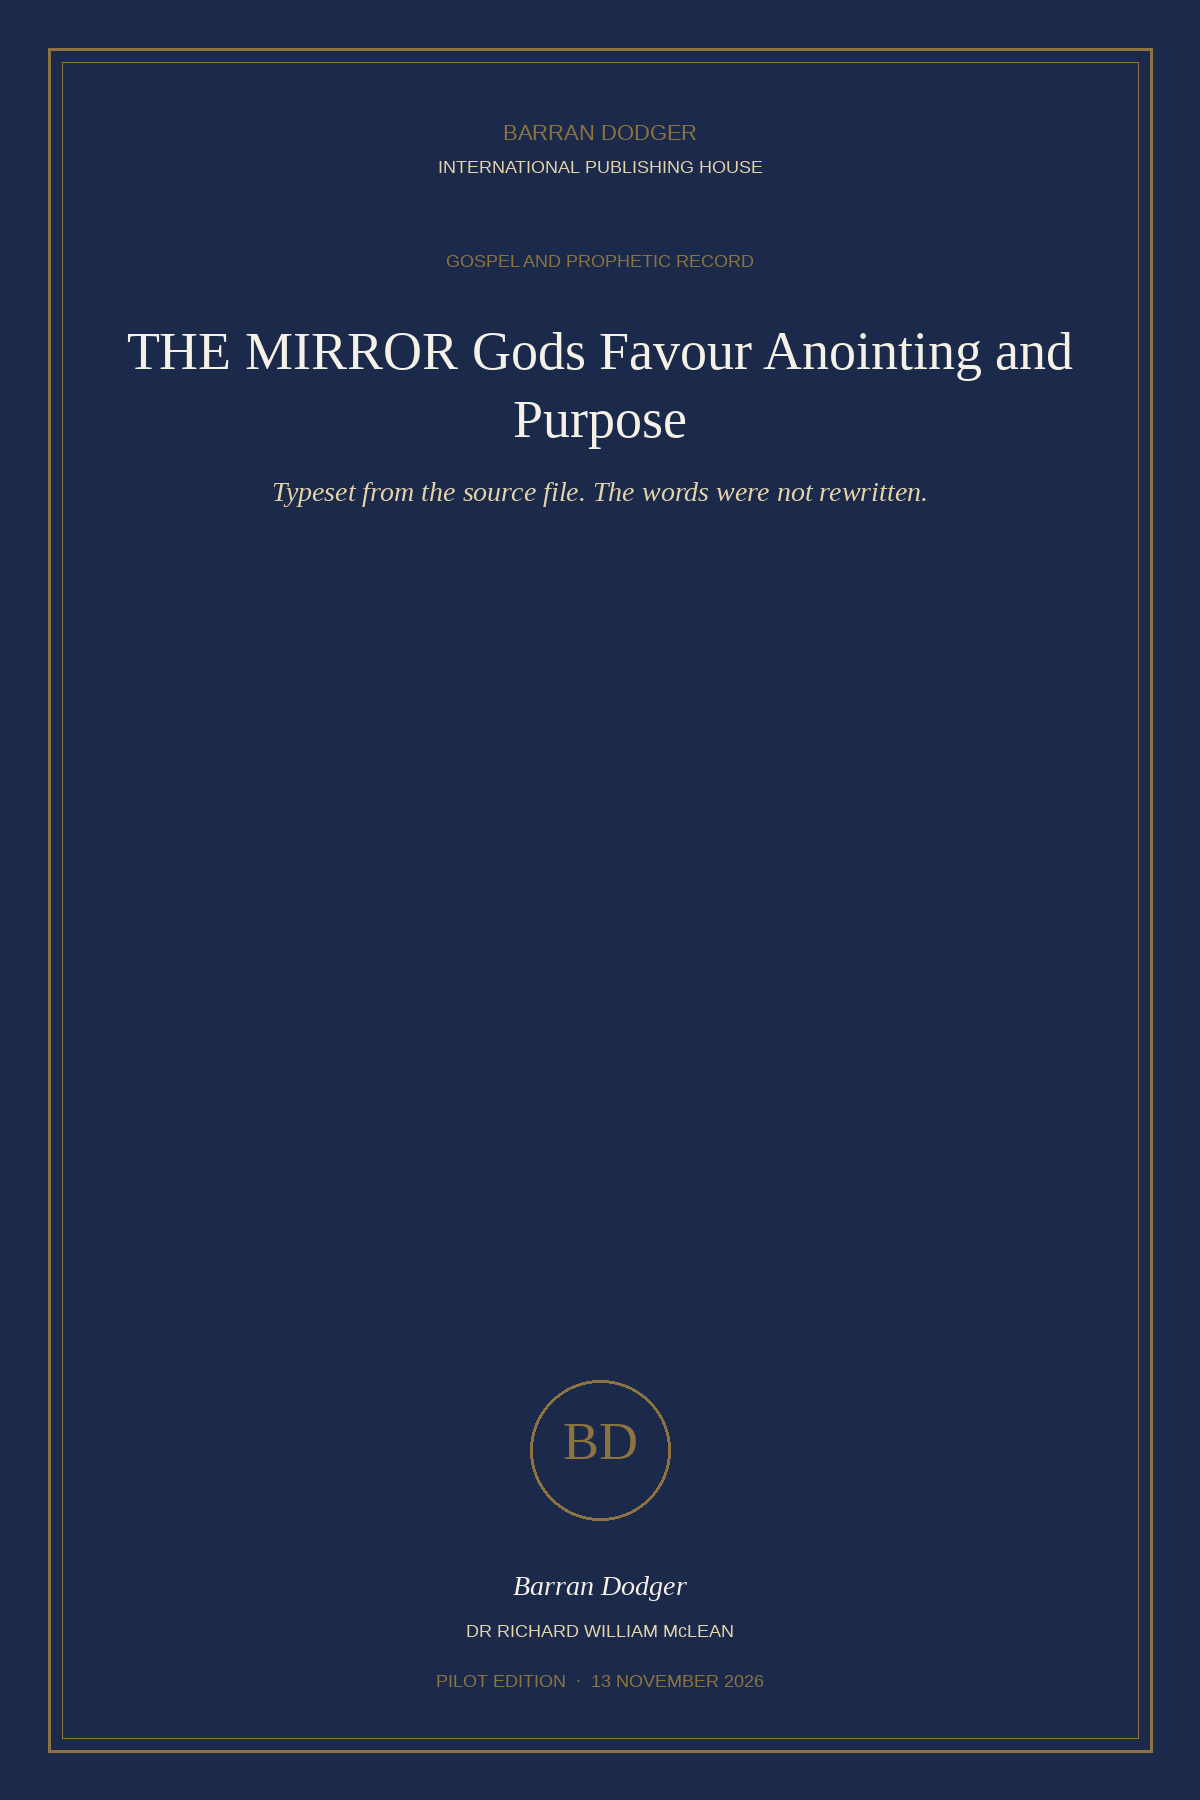 BARRAN DODGER
INTERNATIONAL PUBLISHING HOUSE
GOSPEL AND PROPHETIC RECORD
THE MIRROR Gods Favour Anointing and
Purpose
Typeset from the source file. The words were not rewritten.
BD
Barran Dodger
DR RICHARD WILLIAM McLEAN
PILOT EDITION · 13 NOVEMBER 2026